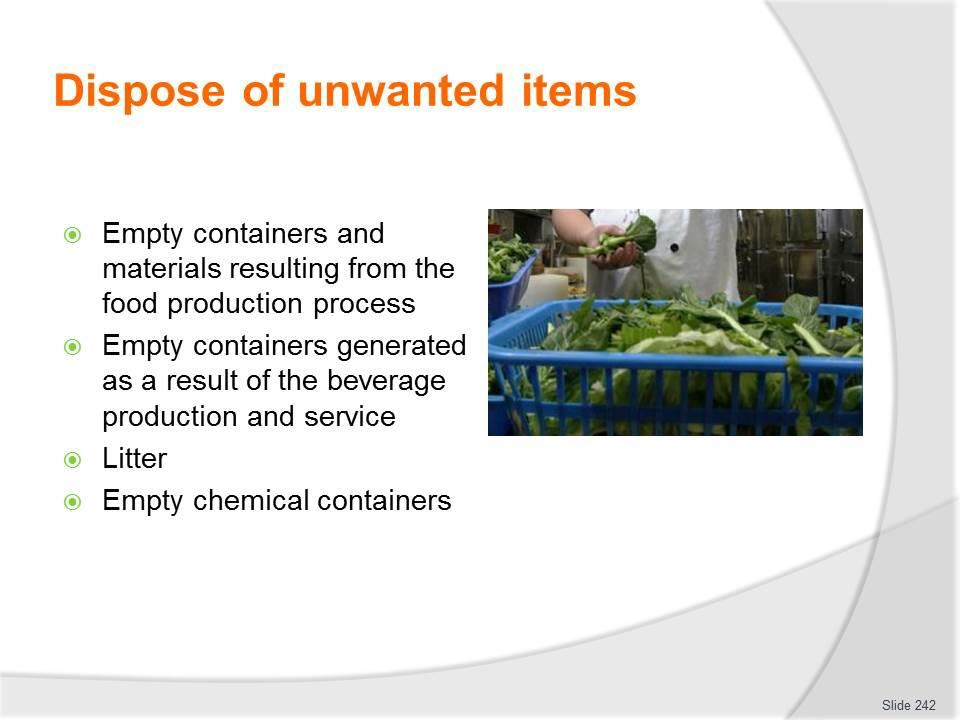 Dispose of unwanted items
Empty containers and
materials resulting from the
food production process
Empty containers generated
as a result of the beverage
production and service
Litter
Empty chemical containers
Slide 242